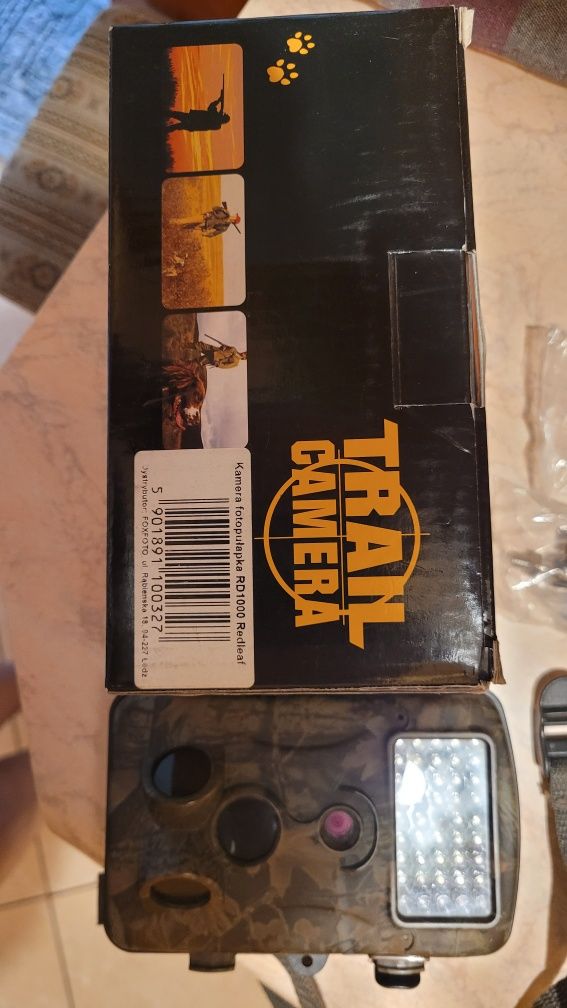 TRAIL
CAMERA
Kamera fotopułapka RD1000 Redleaf
5 901891 100327
Dystrybutor: FOXFOTO, ul. Rąbieńska 18, 94-227 Łódź